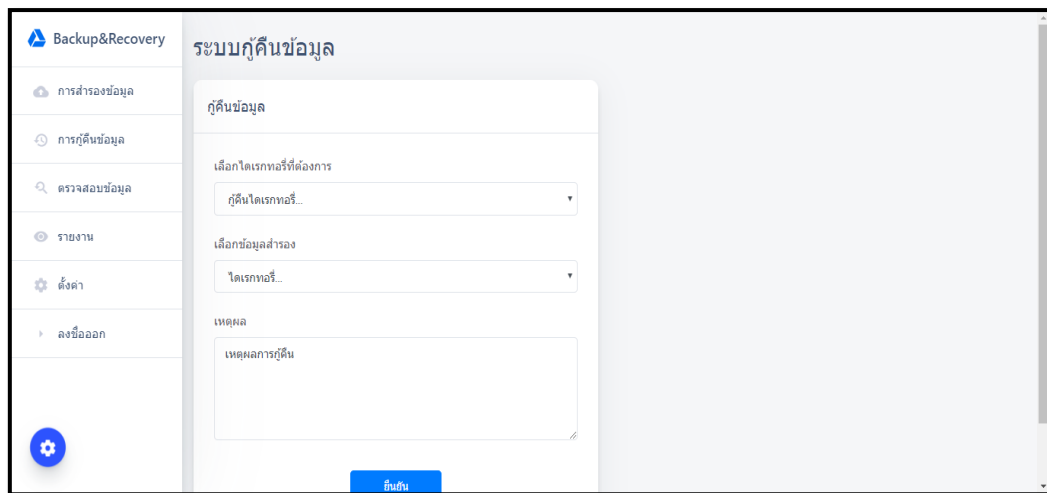 Backup&Recovery
การสำรองข้อมูล
การกู้คืนข้อมูล
ตรวจสอบข้อมูล
รายงาน
ตั้งค่า
ลงชื่อออก
ระบบกู้คืนข้อมูล
กู้คืนข้อมูล
เลือกไดเรกทอรี่ที่ต้องการ
กู้คืนไดเรกทอรี่...
เลือกข้อมูลสำรอง
ไดเรกทอรี่...
เหตุผล
เหตุผลการกู้คืน
ยืนยัน